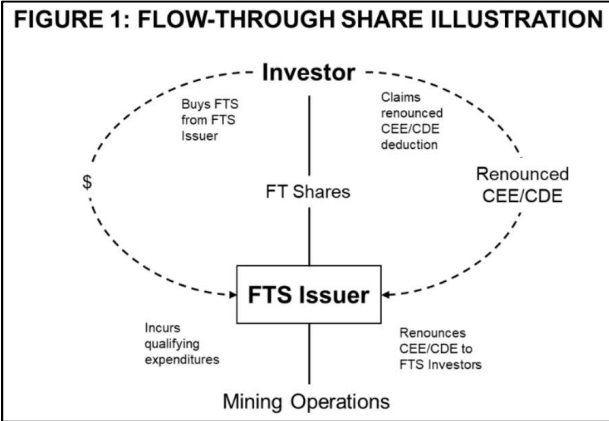 FIGURE 1: FLOW-THROUGH SHARE ILLUSTRATION
Investor
Buys FTS
from FTS
Issuer
Claims
renounced
CEE/CDE
deduction
$
FT Shares
Renounced
CEE/CDE
FTS Issuer
Incurs
qualifying
expenditures
Renounces
CEE/CDE to
FTS Investors
Mining Operations